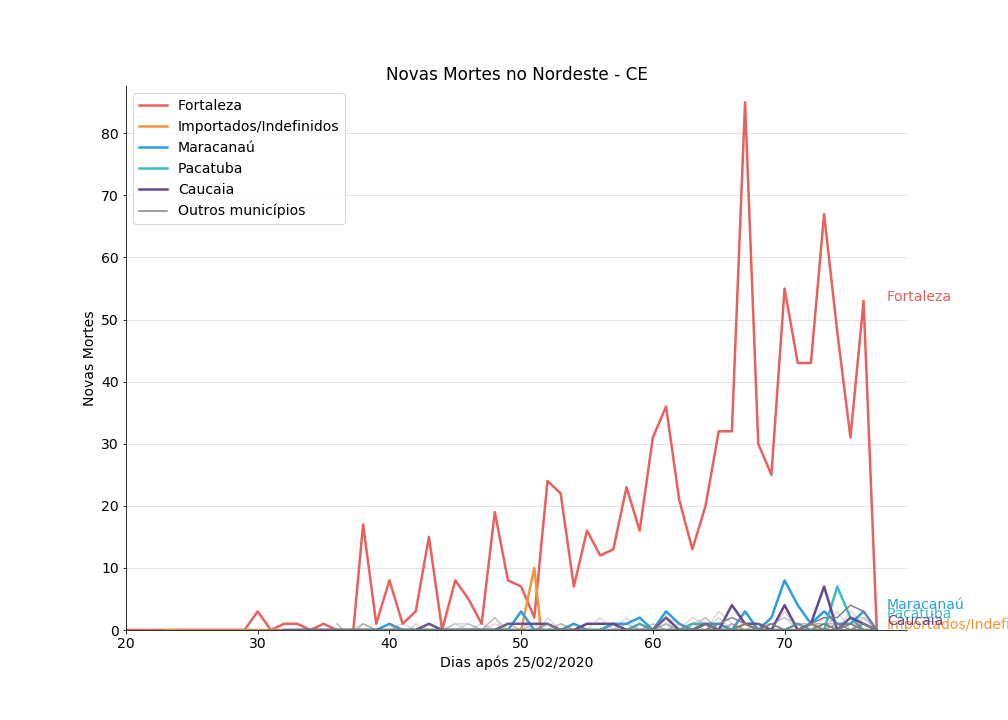 Novas Mortes no Nordeste - CE
Fortaleza
Importados/Indefinidos
Maracanaú
Pacatuba
Caucaia
Outros municípios
Novas Mortes
80
70
60
50
40
30
20
10
0
20
30
40
50
60
70
Dias após 25/02/2020
Fortaleza
Maracanaú
Pacatuba
Caucaia
Importados/Indefi